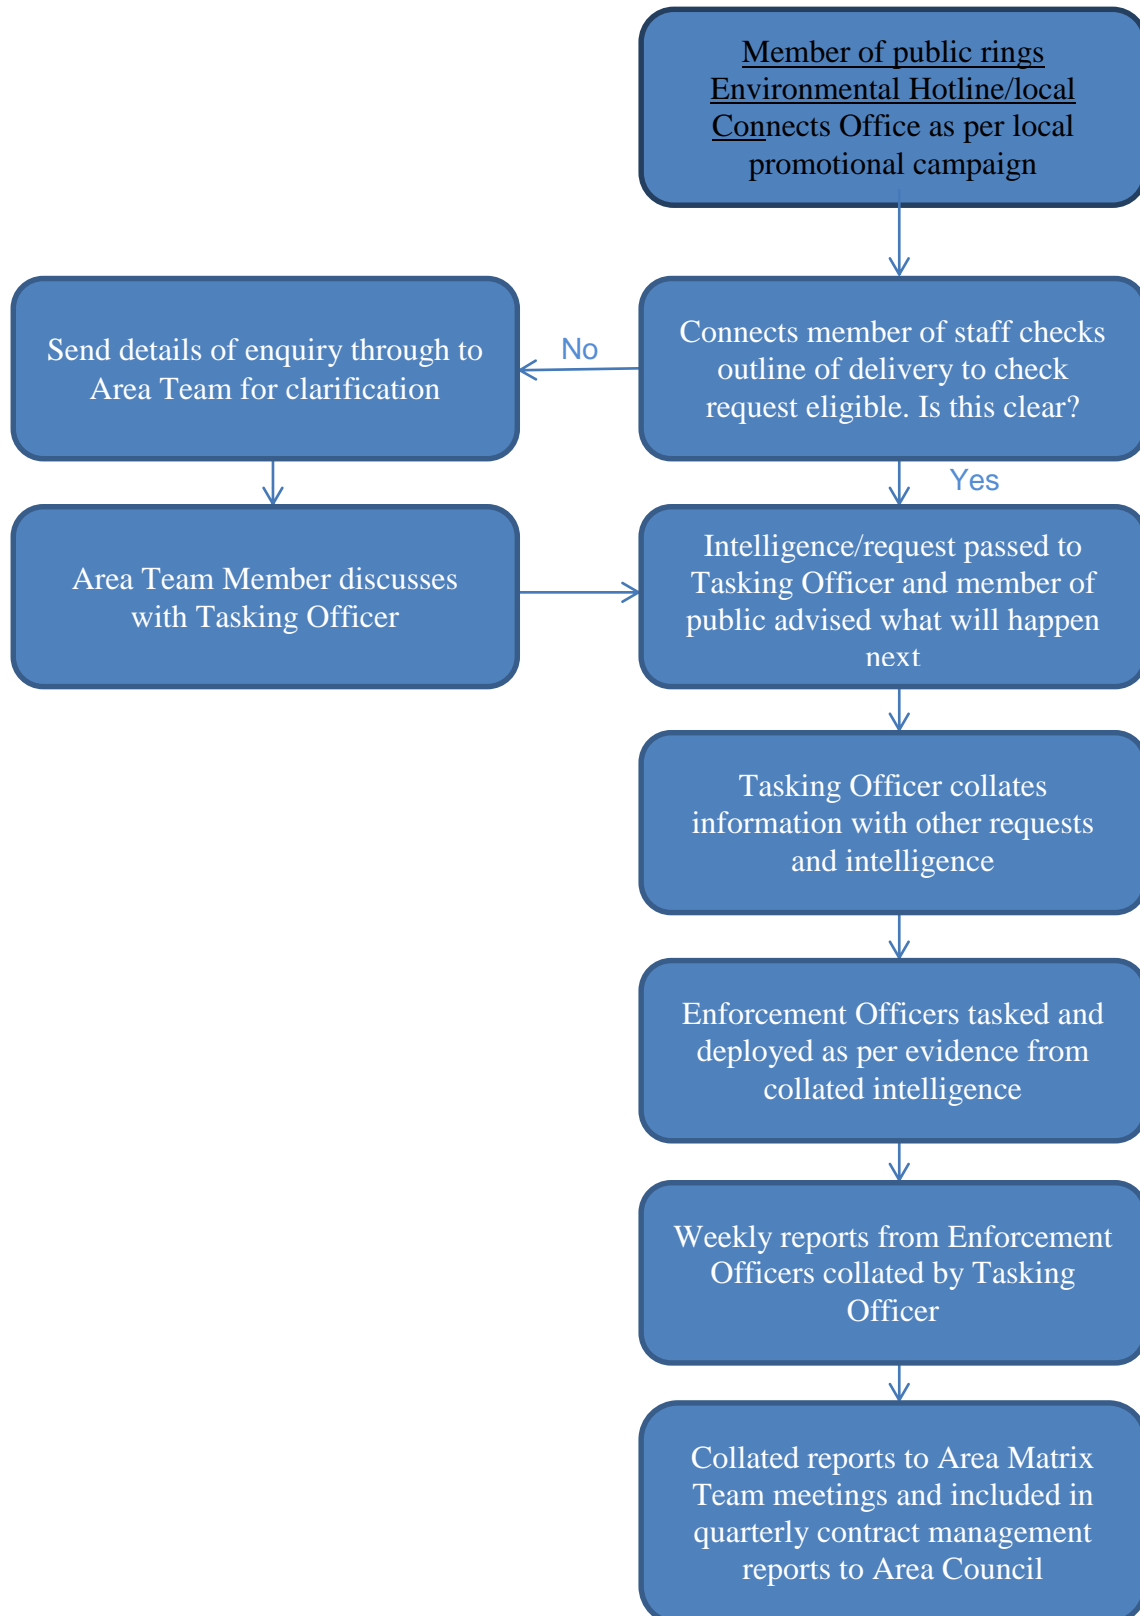 Member of public rings
Environmental Hotline/local
Connects Office as per local
promotional campaign
Send details of enquiry through to
Area Team for clarification
No
Connects member of staff checks
outline of delivery to check
request eligible. Is this clear?
Yes
Area Team Member discusses
with Tasking Officer
Intelligence/request passed to
Tasking Officer and member of
public advised what will happen
next
Tasking Officer collates
information with other requests
and intelligence
Enforcement Officers tasked and
deployed as per evidence from
collated intelligence
Weekly reports from Enforcement
Officers collated by Tasking
Officer
Collated reports to Area Matrix
Team meetings and included in
quarterly contract management
reports to Area Council